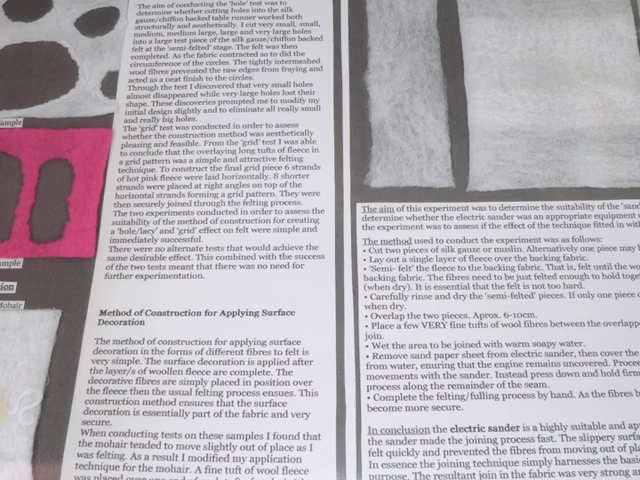 The aim of conducting the 'hole' test was to
determine whether cutting holes into the silk
gauze/chiffon backed table runner worked both
structurally and aesthetically. I cut very small, small,
medium, medium large, large and very large holes
into a large test piece of the silk gauze/chiffon backed
felt at the 'semi-felted' stage. The felt was then
completed. As the fabric contracted so to did the
circumference of the circles. The tightly intermeshed
wool fibres prevented the raw edges from fraying and
acted as a neat finish to the circles.
Through the test I discovered that very small holes
almost disappeared while very large holes lost their
shape. These discoveries prompted me to modify my
initial design slightly and to eliminate all really small
and really big holes.
The 'grid' test was conducted in order to assess
whether the construction method was aesthetically
pleasing and feasible. From the 'grid' test I was able
to conclude that the overlaying long tufts of fleece in
a grid pattern was a simple and attractive felting
technique. To construct the final grid piece 6 strands
of hot pink fleece were laid horizontally. 8 shorter
strands were placed at right angles on top of the
horizontal strands forming a grid pattern. They were
then securely joined through the felting process.
The two experiments conducted in order to assess the
suitability of the method of construction for creating
a 'hole/lacy' and 'grid' effect on felt were simple and
immediately successful.
There were no alternate tests that would achieve the
same desirable effect. This combined with the success
of the two tests meant that there was no need for
further experimentation.
Method of Construction for Applying Surface
Decoration
The method of construction for applying surface
decoration in the forms of different fibres to felt is
very simple. The surface decoration is applied after
the layer/s of woollen fleece are complete. The
decorative fibres are simply placed in position over
the fleece then the usual felting process ensues. This
construction method ensures that the surface
decoration is essentially part of the fabric and very
secure.
When conducting tests on these samples I found that
the mohair tended to move slightly out of place as I
was felting. As a result I modified my application
technique for the mohair. A fine tuft of wool fleece
was placed over
ample
ample
ion
Mohair
The aim of this experiment was to determine the suitability of the 'sand
determine whether the electric sander was an appropriate equipment
the experiment was to assess if the effect of the technique fitted in with
The method used to conduct the experiment was as follows:
• Cut two pieces of silk gauze or muslin. Alternatively one piece may
• Lay out a single layer of fleece over the backing fabric.
• 'Semi- felt' the fleece to the backing fabric. That is, felt until the wo
backing fabric. The fibres need to be just felted enough to hold toge
(when dry). It is essential that the felt is not too hard.
• Carefully rinse and dry the 'semi-felted' pieces. If only one piece
when dry.
• Overlap the two pieces. Aprox. 6-10cm.
• Place a few VERY fine tufts of wool fibres between the overlapp
join.
• Wet the area to be joined with warm soapy water.
• Remove sand paper sheet from electric sander, then cover the
from water, ensuring that the engine remains uncovered. Procee
movements with the sander. Instead press down and hold firm
process along the remainder of the seam.
• Complete the felting/fulling process by hand. As the fibres b
become more secure.
In conclusion the electric sander is a highly suitable and ap
the sander made the joining process fast. The slippery surfa
felt quickly and prevented the fibres from moving out of pla
In essence the joining technique simply harnesses the basi
purpose. The resultant join in the fabric was very strong a